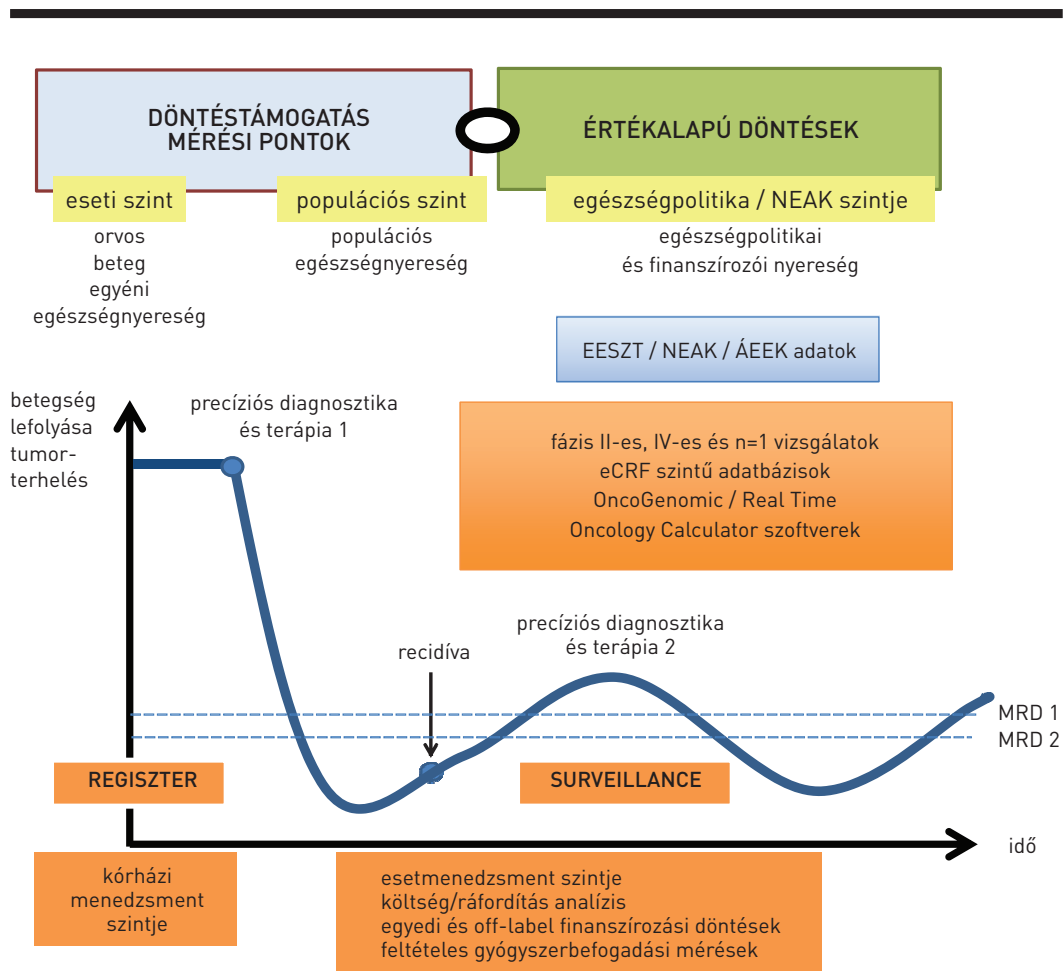 DÖNTÉSTÁMOGATÁS
MÉRÉSI PONTOK
ÉRTÉKALAPÚ DÖNTÉSEK
eseti szint
populációs szint
egészségpolitika / NEAK szintje
orvos
beteg
egyéni
egészségnyereség
populációs
egészségnyereség
egészségpolitikai
és finanszírozói nyereség
EESZT / NEAK / ÁEEK adatok
betegség
lefolyása
tumor-
terhelés
precíziós diagnosztika
és terápia 1
fázis II-es, IV-es és n=1 vizsgálatok
eCRF szintű adatbázisok
OncoGenomic / Real Time
Oncology Calculator szoftverek
recidíva
precíziós diagnosztika
és terápia 2
MRD 1
MRD 2
REGISZTER
SURVEILLANCE
idő
kórházi
menedzsment
szintje
esetmenedzsment szintje
költség/ráfordítás analízis
egyedi és off-label finanszírozási döntések
feltételes gyógyszerbefogadási mérések